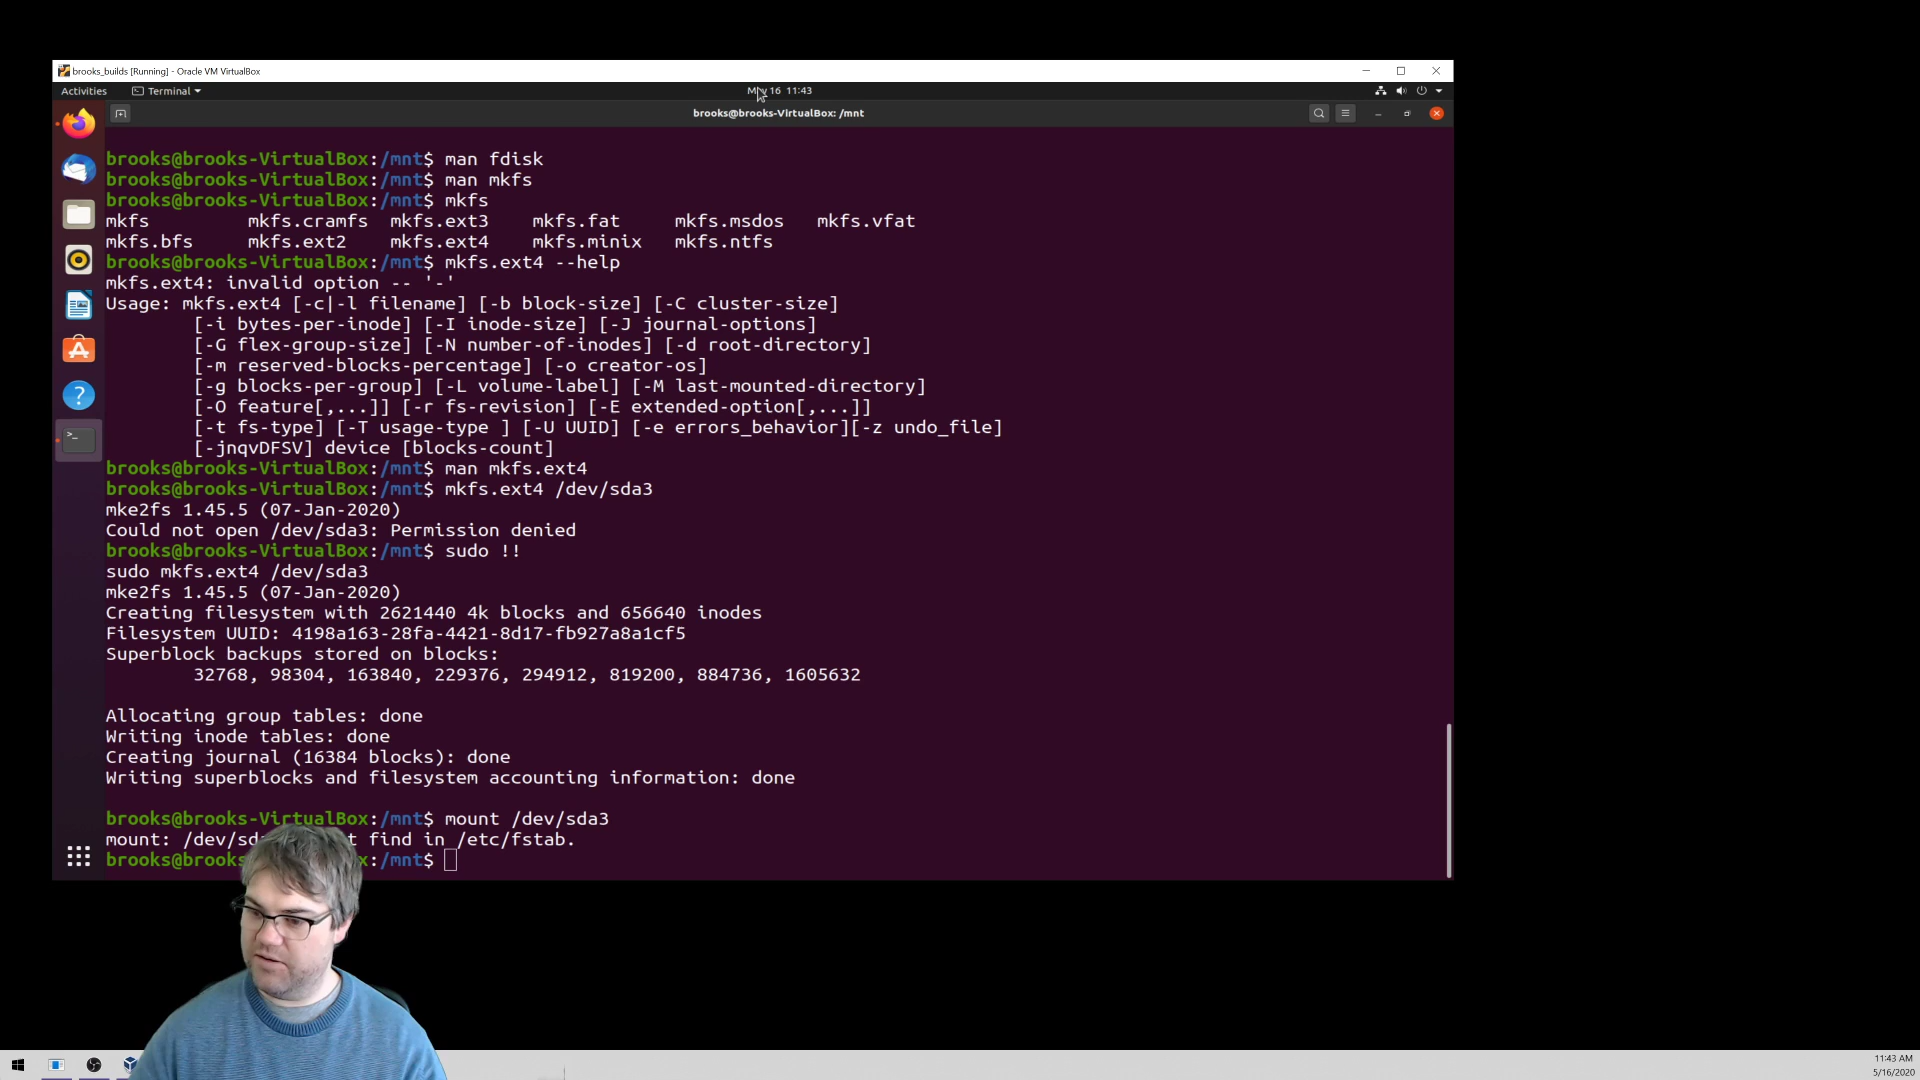 brooks_builds [Running] - Oracle VM VirtualBox
Activities Terminal May 16 11:43
brooks@brooks-VirtualBox: /mnt
brooks@brooks-VirtualBox:/mnt$ man fdisk
brooks@brooks-VirtualBox:/mnt$ man mkfs
brooks@brooks-VirtualBox:/mnt$ mkfs
mkfs mkfs.cramfs mkfs.ext3 mkfs.fat mkfs.msdos mkfs.vfat
mkfs.bfs mkfs.ext2 mkfs.ext4 mkfs.minix mkfs.ntfs
brooks@brooks-VirtualBox:/mnt$ mkfs.ext4 --help
mkfs.ext4: invalid option -- '-'
Usage: mkfs.ext4 [-c|-l filename] [-b block-size] [-C cluster-size]
[-i bytes-per-inode] [-I inode-size] [-J journal-options]
[-G flex-group-size] [-N number-of-inodes] [-d root-directory]
[-m reserved-blocks-percentage] [-o creator-os]
[-g blocks-per-group] [-L volume-label] [-M last-mounted-directory]
[-O feature[,...]] [-r fs-revision] [-E extended-option[,...]]
[-t fs-type] [-T usage-type ] [-U UUID] [-e errors_behavior][-z undo_file]
[-jnqvDFSV] device [blocks-count]
brooks@brooks-VirtualBox:/mnt$ man mkfs.ext4
brooks@brooks-VirtualBox:/mnt$ mkfs.ext4 /dev/sda3
mke2fs 1.45.5 (07-Jan-2020)
Could not open /dev/sda3: Permission denied
brooks@brooks-VirtualBox:/mnt$ sudo !!
sudo mkfs.ext4 /dev/sda3
mke2fs 1.45.5 (07-Jan-2020)
Creating filesystem with 2621440 4k blocks and 656640 inodes
Filesystem UUID: 4198a163-28fa-4421-8d17-fb927a8a1cf5
Superblock backups stored on blocks:
32768, 98304, 163840, 229376, 294912, 819200, 884736, 1605632
Allocating group tables: done
Writing inode tables: done
Creating journal (16384 blocks): done
Writing superblocks and filesystem accounting information: done
brooks@brooks-VirtualBox:/mnt$ mount /dev/sda3
mount: /dev/sd t find in /etc/fstab.
brooks@brooks x:/mnt$
11:43 AM
5/16/2020